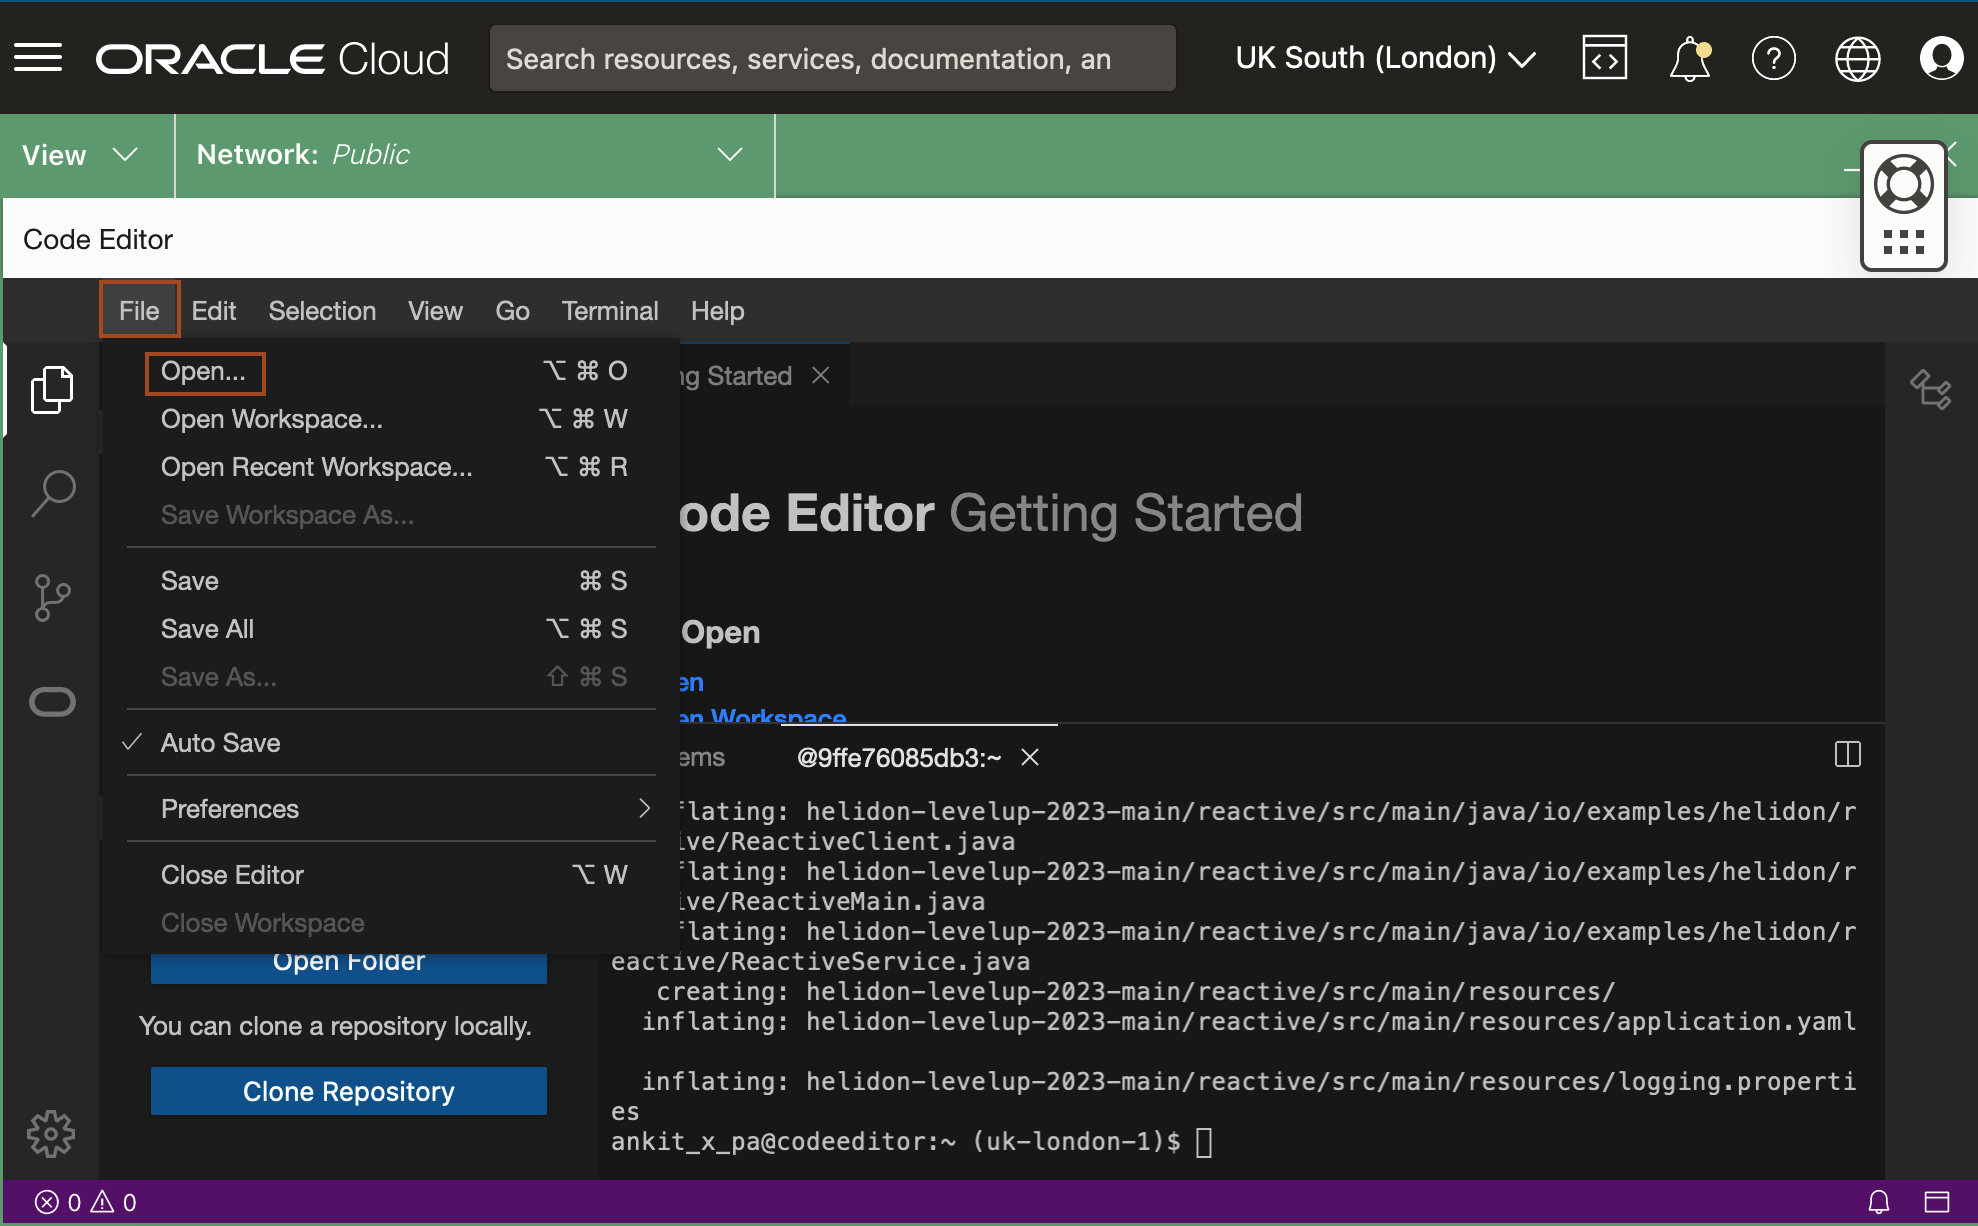 ORACLE Cloud
Search resources, services, documentation, an
UK South (London)
View
Network: Public
Code Editor
File Edit Selection View Go Terminal Help
Open... ⌥ ⌘ O
Open Workspace... ⌥ ⌘ W
Open Recent Workspace... ⌥ ⌘ R
Save Workspace As...
Save ⌘ S
Save All ⌥ ⌘ S
Save As... ⇧ ⌘ S
✓ Auto Save
Preferences
Close Editor ⌥ W
Close Workspace
Open Folder
You can clone a repository locally.
Clone Repository
ng Started
ode Editor Getting Started
Open
en
en Workspace
ems @9ffe76085db3:~
flating: helidon-levelup-2023-main/reactive/src/main/java/io/examples/helidon/r
ive/ReactiveClient.java
flating: helidon-levelup-2023-main/reactive/src/main/java/io/examples/helidon/r
ive/ReactiveMain.java
flating: helidon-levelup-2023-main/reactive/src/main/java/io/examples/helidon/r
eactive/ReactiveService.java
creating: helidon-levelup-2023-main/reactive/src/main/resources/
inflating: helidon-levelup-2023-main/reactive/src/main/resources/application.yaml
inflating: helidon-levelup-2023-main/reactive/src/main/resources/logging.properti
es
ankit_x_pa@codeeditor:~ (uk-london-1)$
0 0